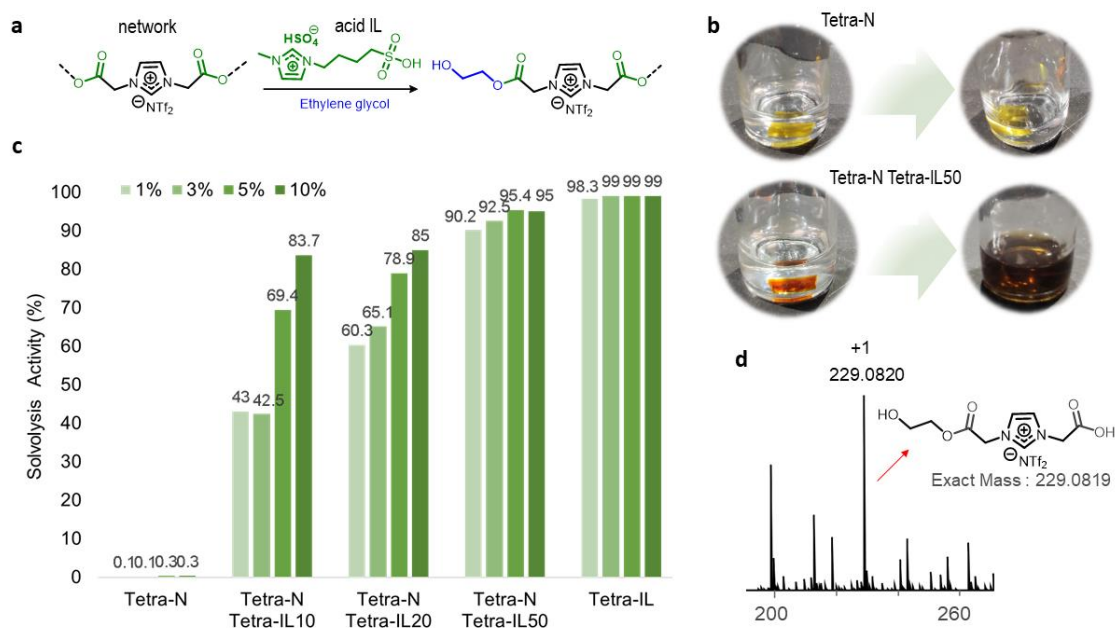 a
network
acid IL
HSO4⊖
O
O
N
⊕
N
O
O
⊖NTf2
N
⊕
N
O
S
OH
O
Ethylene glycol
HO
O
O
N
⊕
N
O
O
⊖NTf2
b
Tetra-N
Tetra-N Tetra-IL50
c
Solvolysis Activity (%)
1% 3% 5% 10%
100
90
80
70
60
50
40
30
20
10
0
0.1 0.1 0.3 0.3
43 42.5 69.4 83.7
60.3 65.1 78.9 85
90.2 92.5 95.4 95
98.3 99 99 99
Tetra-N
Tetra-N
Tetra-IL10
Tetra-N
Tetra-IL20
Tetra-N
Tetra-IL50
Tetra-IL
d
+1
229.0820
HO
O
O
N
⊕
N
O
OH
⊖NTf2
Exact Mass : 229.0819
200 260